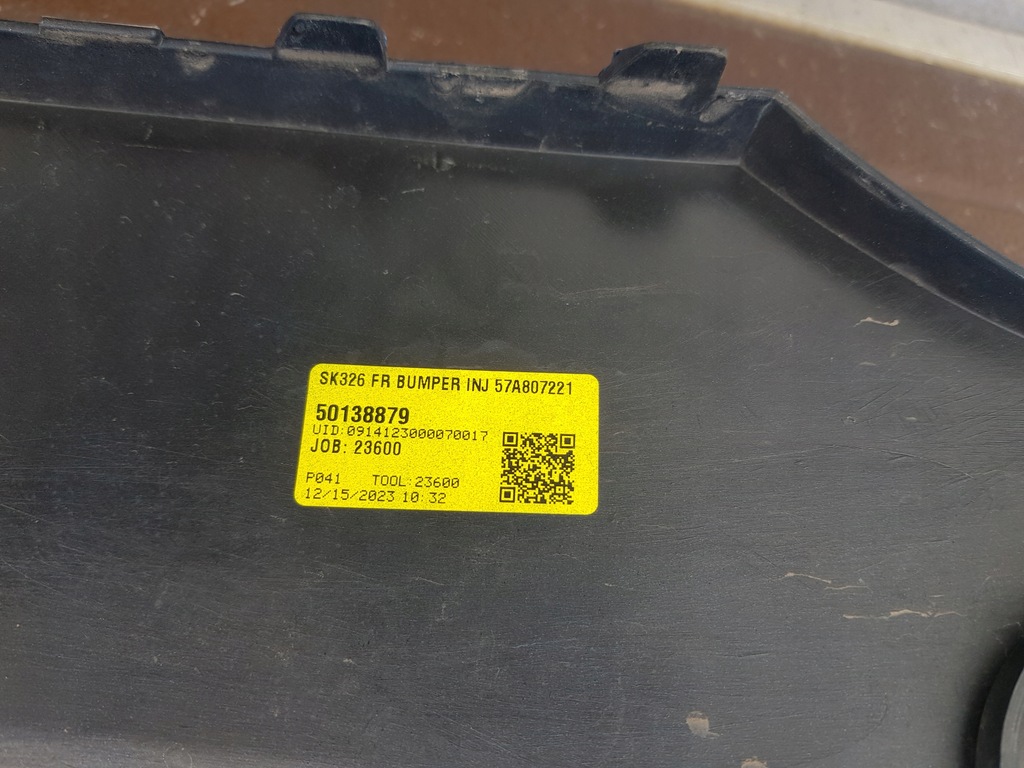 SK326 FR BUMPER INJ 57A807221
50138879
UID:0914123000070017
JOB: 23600
P041 TOOL:23600
12/15/2023 10:32